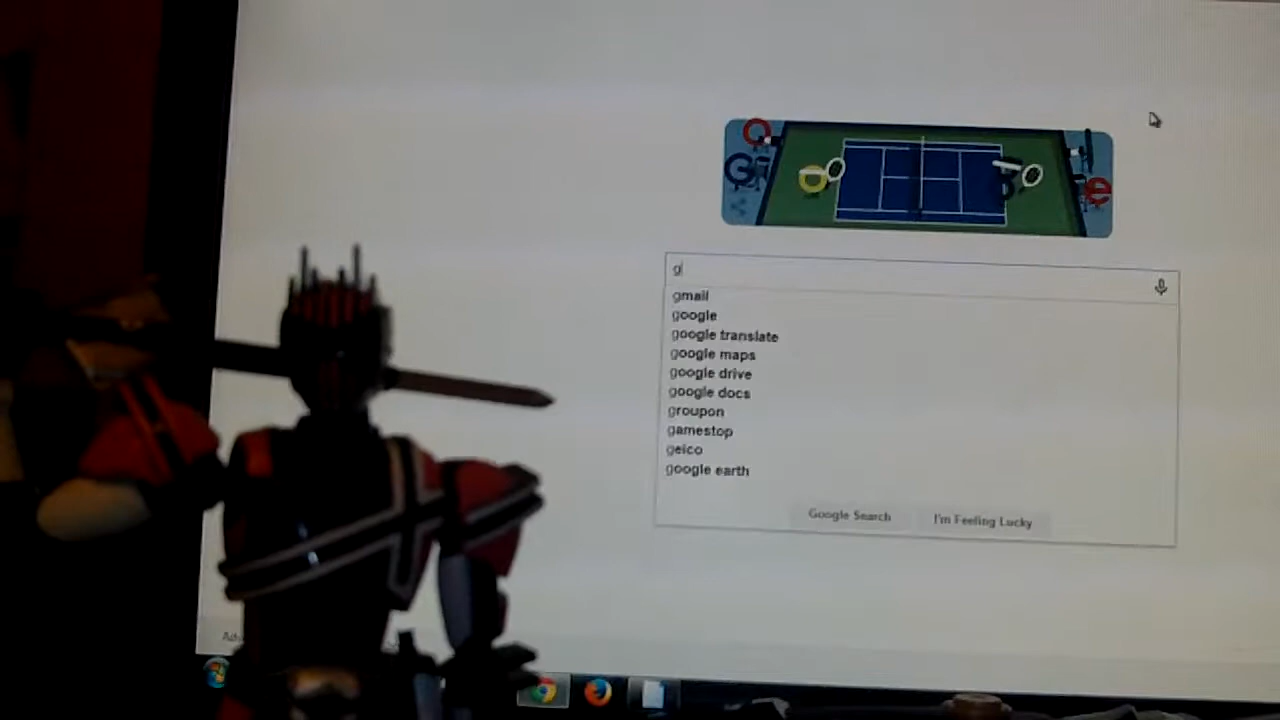 g
gmail
google
google translate
google maps
google drive
google docs
groupon
gamestop
geico
google earth
Google Search
I'm Feeling Lucky